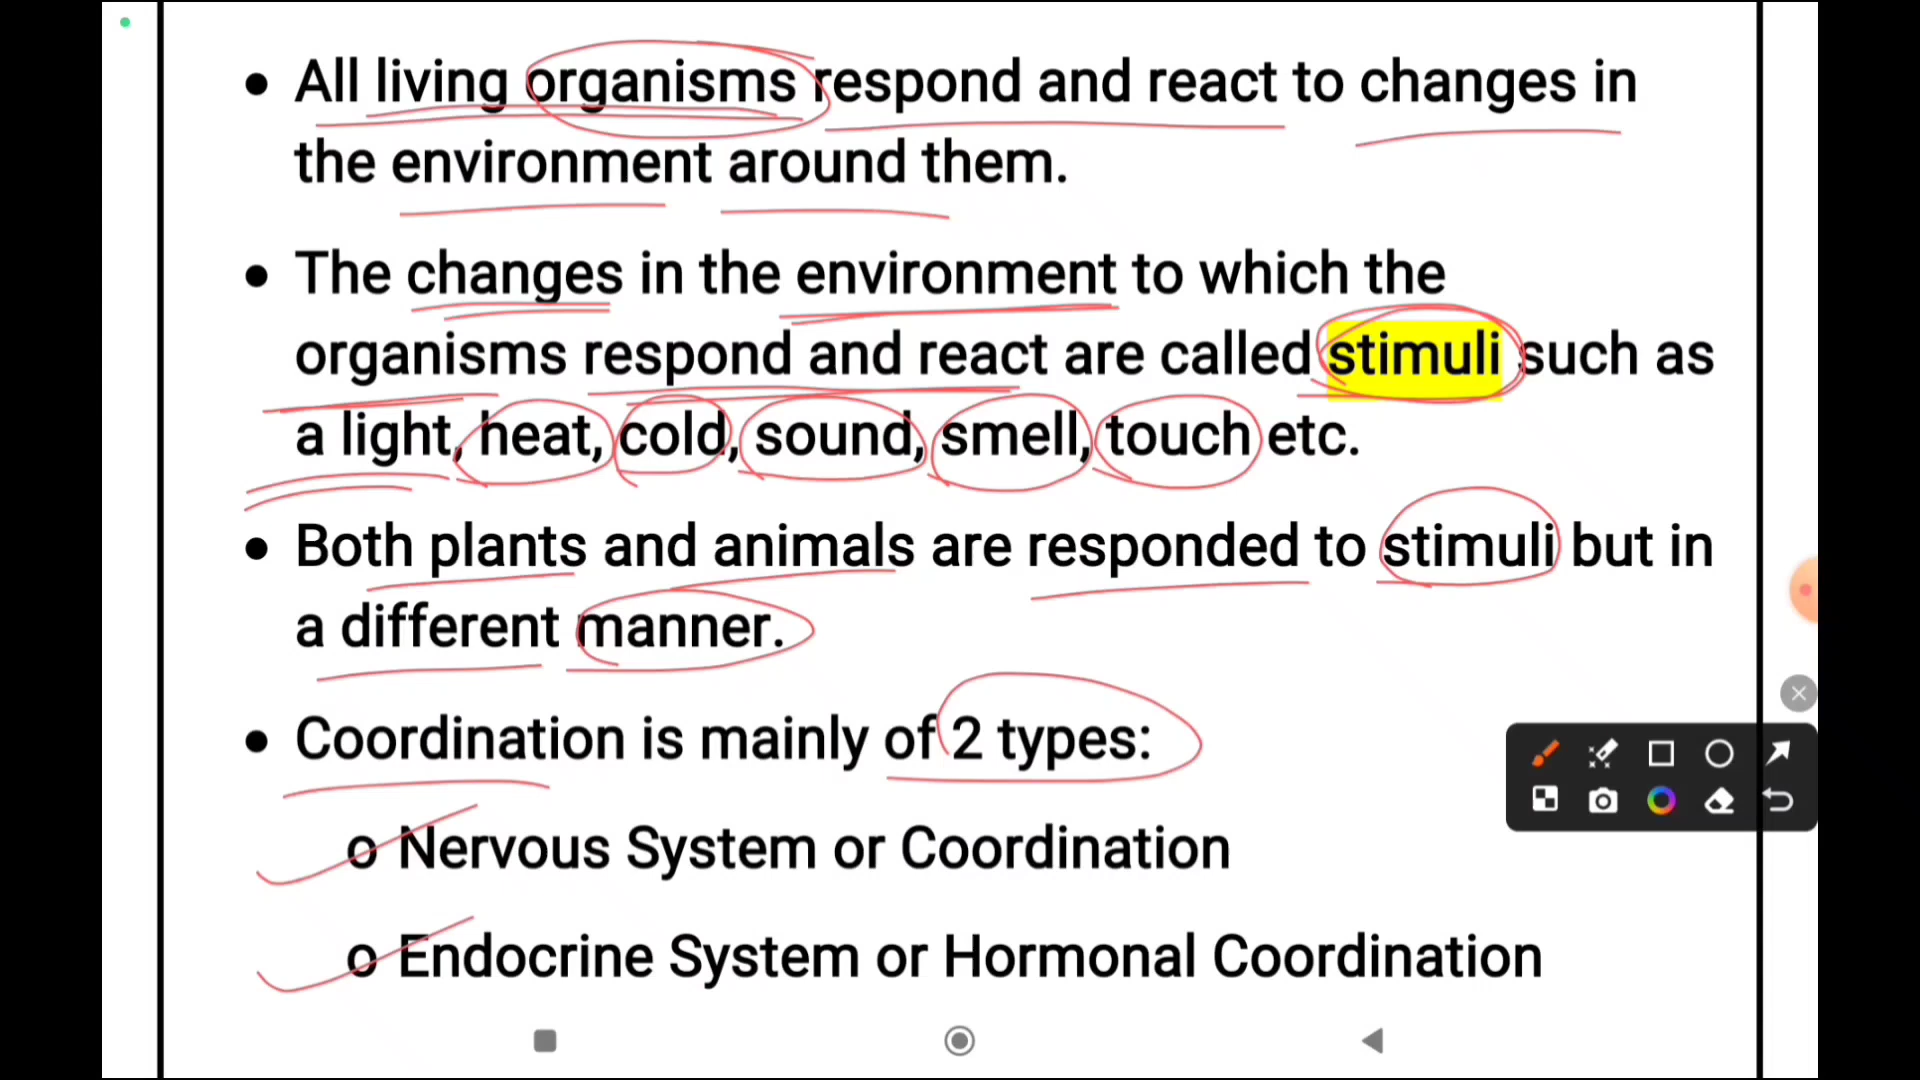 • All living organisms respond and react to changes in
the environment around them.
• The changes in the environment to which the
organisms respond and react are called stimuli such as
a light, heat, cold, sound, smell, touch etc.
• Both plants and animals are responded to stimuli but in
a different manner.
• Coordination is mainly of 2 types:
o Nervous System or Coordination
o Endocrine System or Hormonal Coordination